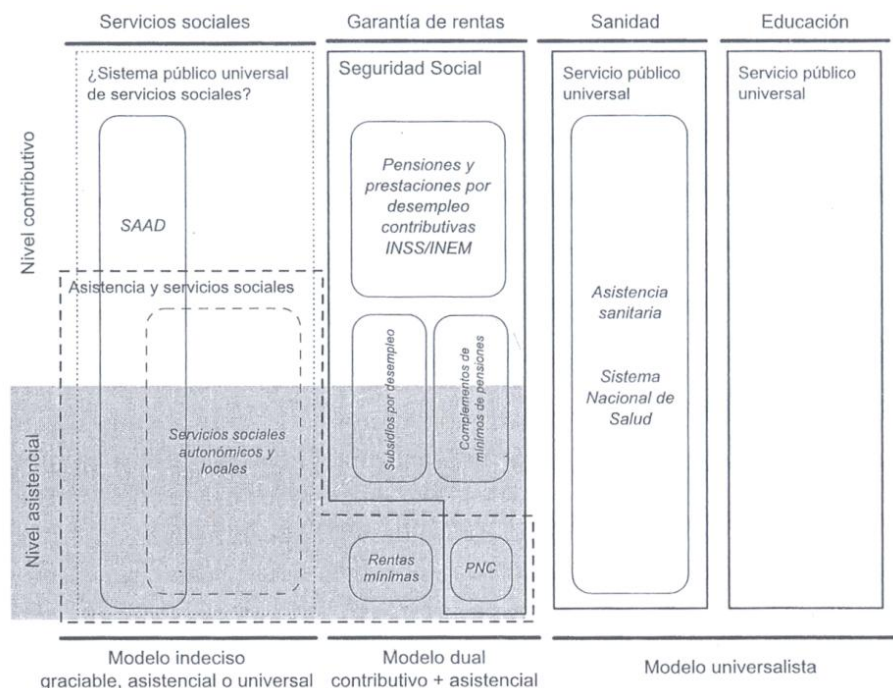 Servicios sociales
Garantía de rentas
Sanidad
Educación
¿Sistema público universal
de servicios sociales?
Seguridad Social
Servicio público
universal
Servicio público
universal
Nivel contributivo
SAAD
Pensiones y
prestaciones por
desempleo
contributivas
INSS/INEM
Asistencia y servicios sociales
Asistencia
sanitaria
Sistema
Nacional de
Salud
Subsidios por desempleo
Complementos de
mínimos de pensiones
Nivel asistencial
Servicios sociales
autonómicos y
locales
Rentas
mínimas
PNC
Modelo indeciso
graciable, asistencial o universal
Modelo dual
contributivo + asistencial
Modelo universalista